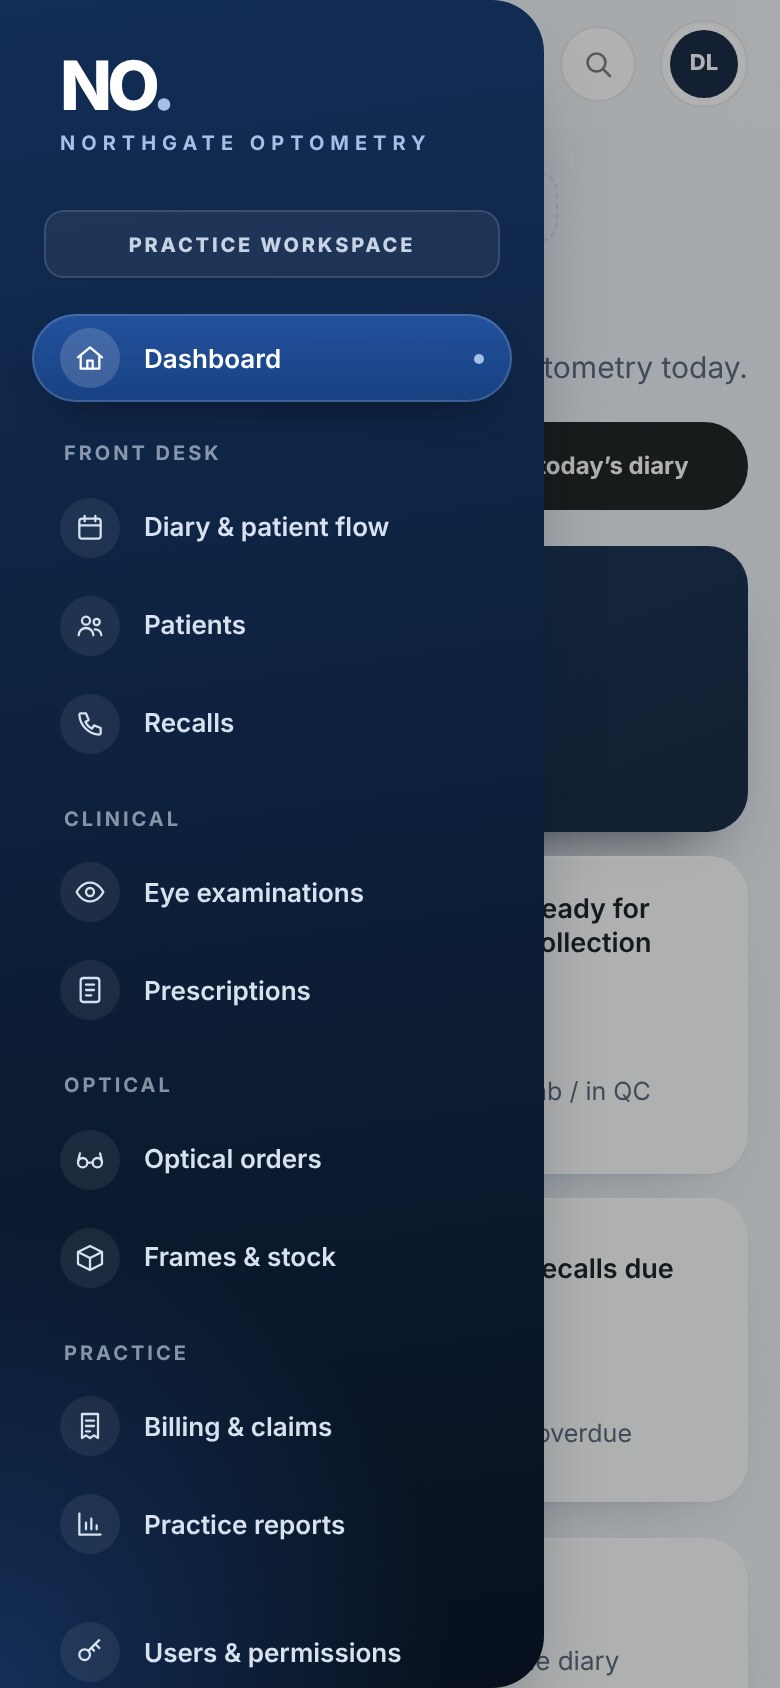 NO.
NORTHGATE OPTOMETRY
DL
PRACTICE WORKSPACE
Dashboard
tometry today.
FRONT DESK
today’s diary
Diary & patient flow
Patients
Recalls
CLINICAL
Eye examinations
eady for
ollection
Prescriptions
OPTICAL
b / in QC
Optical orders
Frames & stock
ecalls due
PRACTICE
Billing & claims
overdue
Practice reports
Users & permissions
e diary